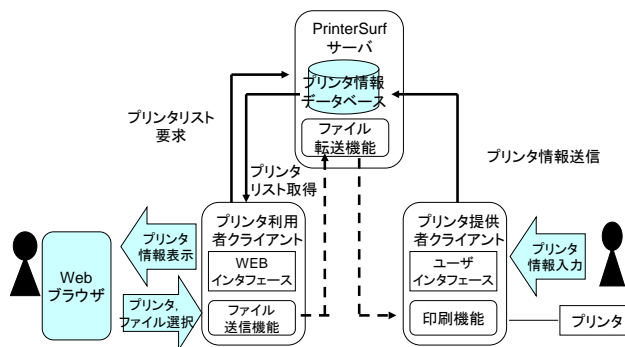 PrinterSurf
サーバ
プリンタ情報
データベース
ファイル
転送機能
プリンタリスト
要求
プリンタ
リスト取得
プリンタ情報送信
プリンタ利用
者クライアント
WEB
インタフェース
ファイル
送信機能
プリンタ提供
者クライアント
ユーザ
インタフェース
印刷機能
プリンタ
情報表示
Web
ブラウザ
プリンタ,
ファイル選択
プリンタ
情報入力
プリンタ